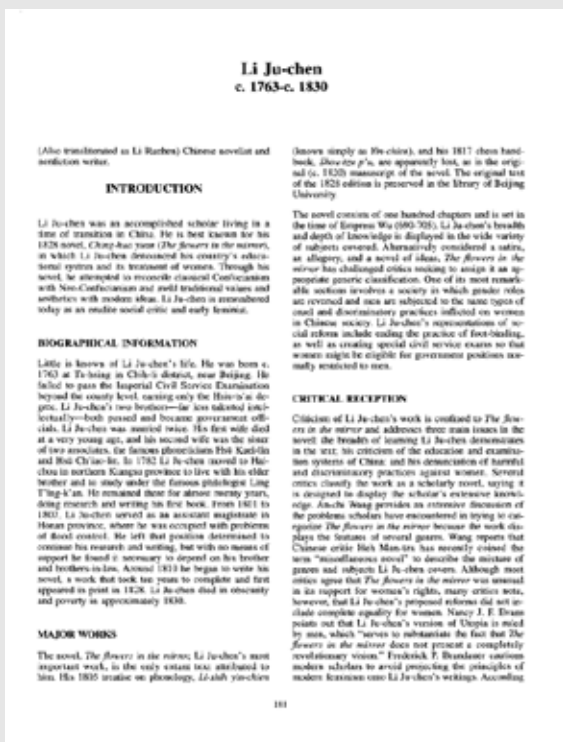 Li Ju-chen
c. 1763-c. 1830
(Also transliterated as Li Ruzhen) Chinese novelist and
nonfiction writer.
INTRODUCTION
Li Ju-chen was an accomplished scholar living in a
time of transition in China. He is best known for his
1828 novel, Ching-hua yuan (The flowers in the mirror),
in which Li Ju-chen denounced his country's educa-
tional system and its treatment of women. Through his
novel, he attempted to reconcile classical Confucianism
with Neo-Confucianism and meld traditional values and
aesthetics with modern ideas. Li Ju-chen is remembered
today as an erudite social critic and early feminist.
BIOGRAPHICAL INFORMATION
Little is known of Li Ju-chen's life. He was born c.
1763 at Ta-hsing in Chih-li district, near Beijing. He
failed to pass the Imperial Civil Service Examination
beyond the county level, earning only the Hsiu-ts'ai de-
gree. Li Ju-chen's two brothers—far less talented intel-
lectually—both passed and became government offi-
cials. Li Ju-chen was married twice. His first wife died
at a very young age, and his second wife was the sister
of two associates, the famous phoneticians Hsü Kuei-lin
and Hsü Ch'iao-lin. In 1782 Li Ju-chen moved to Hai-
chou in northern Kiangsu province to live with his elder
brother and to study under the famous philologist Ling
T'ing-k'an. He remained there for almost twenty years,
doing research and writing his first book. From 1801 to
1807, Li Ju-chen served as an assistant magistrate in
Honan province, where he was occupied with problems
of flood control. He left that position determined to
continue his research and writing, but with no means of
support he found it necessary to depend on his brother
and brothers-in-law. Around 1810 he began to write his
novel, a work that took ten years to complete and first
appeared in print in 1828. Li Ju-chen died in obscurity
and poverty in approximately 1830.
MAJOR WORKS
The novel, The flowers in the mirror, Li Ju-chen's most
important work, is the only extant text attributed to
him. His 1805 treatise on phonology, Li-shih yin-chien
(known simply as Yin-chien), and his 1817 chess hand-
book, Shou-tzu p'u, are apparently lost, as is the origi-
nal (c. 1820) manuscript of the novel. The original text
of the 1828 edition is preserved in the library of Beijing
University.
The novel consists of one hundred chapters and is set in
the time of Empress Wu (690-705). Li Ju-chen's breadth
and depth of knowledge is displayed in the wide variety
of subjects covered. Alternatively considered a satire,
an allegory, and a novel of ideas, The flowers in the
mirror has challenged critics seeking to assign it an ap-
propriate generic classification. One of its most remark-
able sections involves a society in which gender roles
are reversed and men are subjected to the same types of
cruel and discriminatory practices inflicted on women
in Chinese society. Li Ju-chen's representations of so-
cial reform include ending the practice of foot-binding,
as well as creating special civil service exams so that
women might be eligible for government positions nor-
mally restricted to men.
CRITICAL RECEPTION
Criticism of Li Ju-chen's work is confined to The flow-
ers in the mirror and addresses three main issues in the
novel: the breadth of learning Li Ju-chen demonstrates
in the text; his criticism of the education and examina-
tion systems of China; and his denunciation of harmful
and discriminatory practices against women. Several
critics classify the work as a scholarly novel, saying it
is designed to display the scholar's extensive knowl-
edge. An-chi Wang provides an extensive discussion of
the problems scholars have encountered in trying to cat-
egorize The flowers in the mirror because the work dis-
plays the features of several genres. Wang reports that
Chinese critic Hsh has recently coined the
term "miscellaneous novel" to describe the mixture of
genres and subjects Li Ju-chen covers. Although most
critics agree that The flowers in the mirror was unusual
in its support for women's rights, many critics note,
however, that Li Ju-chen's proposed reforms did not in-
clude complete equality for women. Nancy J. F. Evans
points out that Li Ju-chen's version of Utopia is ruled
by men, which "serves to substantiate the fact that The
flowers in the mirror does not present a completely
revolutionary vision." Frederick P. Brandauer cautions
modern scholars to avoid projecting the principles of
modern feminism onto Li Ju-chen's writings. According